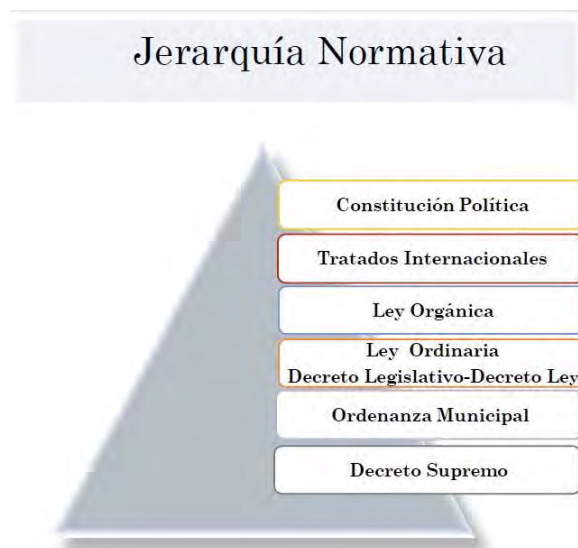 Jerarquía Normativa
Constitución Política
Tratados Internacionales
Ley Orgánica
Ley Ordinaria
Decreto Legislativo-Decreto Ley
Ordenanza Municipal
Decreto Supremo